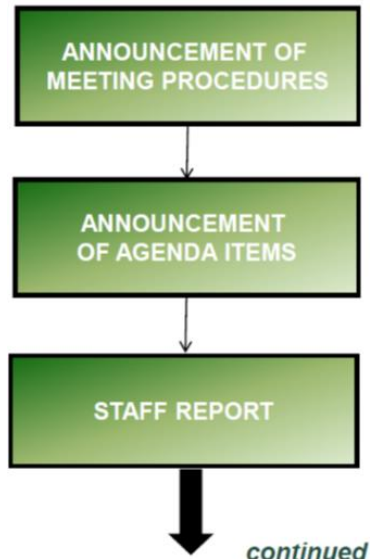 ANNOUNCEMENT OF
MEETING PROCEDURES
ANNOUNCEMENT
OF AGENDA ITEMS
STAFF REPORT
continued